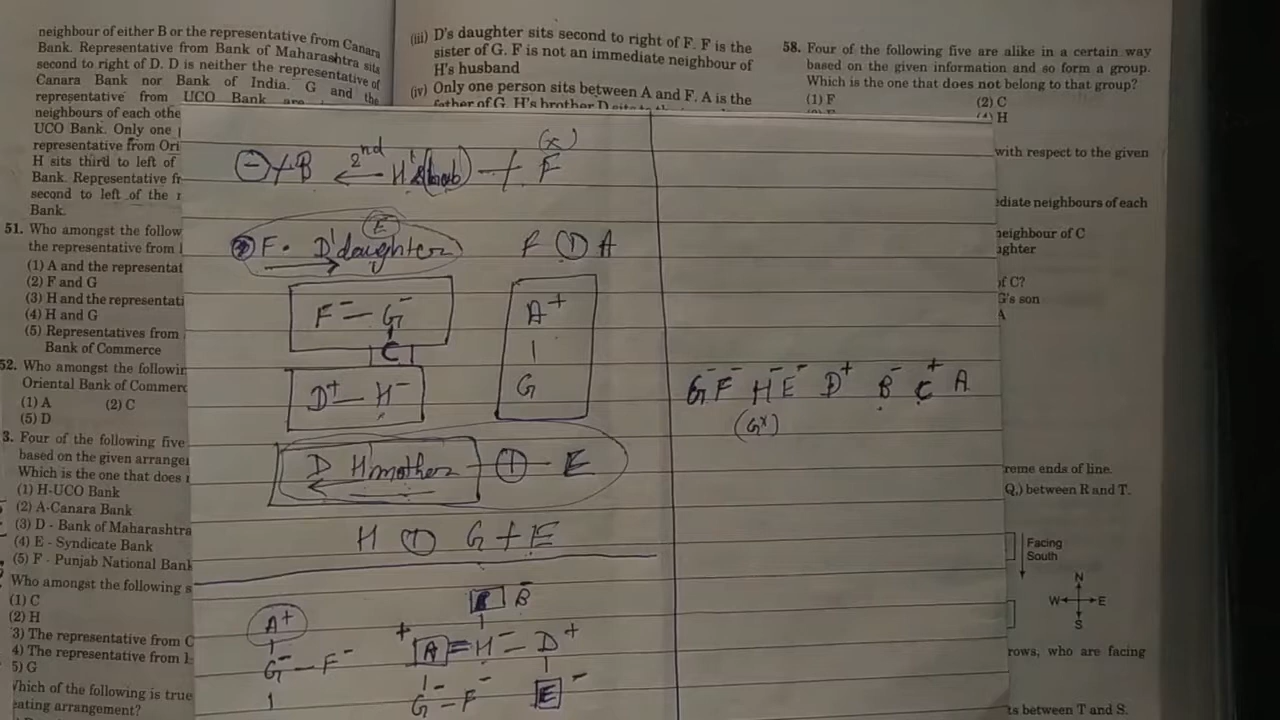 neighbour of either B or the representative from Canara
Bank. Representative from Bank of Maharashtra sits
second to right of D. D is neither the representative of
Canara Bank nor Bank of India. G and the
representative from UCO Bank are
neighbours of each othe
UCO Bank. Only one
representative from Ori
H sits third to left of
Bank. Representative fr
second to left of the
Bank.
51. Who amongst the follow
the representative from
(1) A and the representat
(2) F and G
(3) H and the representati
(4) H and G
(5) Representatives from
Bank of Commerce
52. Who amongst the followin
Oriental Bank of Commerc
(1) A (2) C
(5) D
3. Four of the following five
based on the given arrange
Which is the one that does
(1) H-UCO Bank
(2) A-Canara Bank
(3) D - Bank of Maharashtra
(4) E - Syndicate Bank
(5) F - Punjab National Bank
Who amongst the following s
(1) C
(2) H
3) The representative from C
4) The representative from
5) G
Which of the following is true
eating arrangement?
(iii) D's daughter sits second to right of F. F is the
sister of G. F is not an immediate neighbour of
H's husband
(iv) Only one person sits between A and F. A is the
father of G. H's brother D sits to the
58. Four of the following five are alike in a certain way
based on the given information and so form a group.
Which is the one that does not belong to that group?
(1) F (2) C
(4) H
with respect to the given
ediate neighbours of each
neighbour of C
ughter
of C?
G's son
A
reme ends of line.
Q,) between R and T.
Facing
South
N
W E
S
rows, who are facing
ts between T and S.
(x)
B 2nd H's F
E
F D'daughter F 1 A
F⁻ — G⁻ A⁺
C
D⁺ — H⁻ G
G⁻ F⁻ H⁻ E⁻ D⁺ B⁻ C⁺ A
(Gx)
D H'mother — 1 — E
H 1 G + E
B⁻
A⁺ + A = H⁻ — D⁺
G⁻ — F⁻
G⁻ — F⁻ E⁻